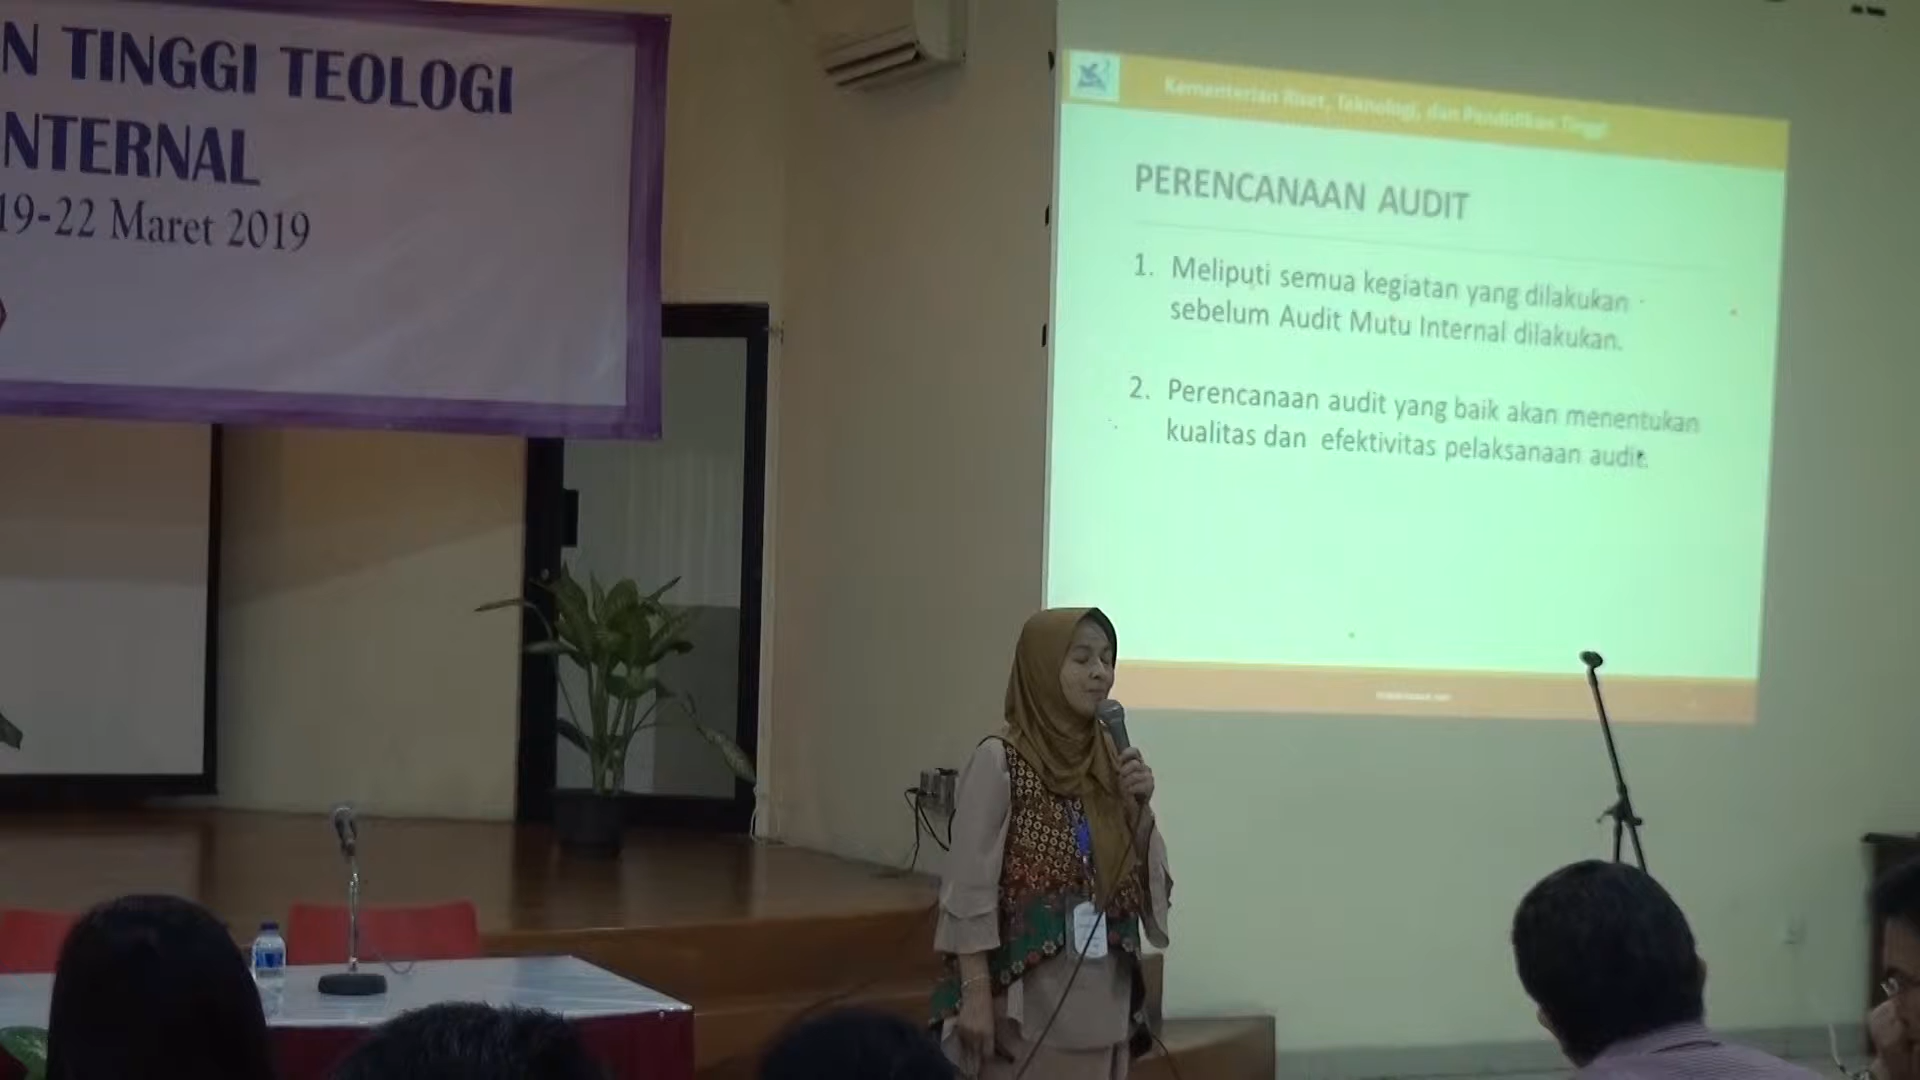 N TINGGI TEOLOGI
NTERNAL
19-22 Maret 2019
Kementerian Riset, Teknologi, dan Pendidikan Tinggi
PERENCANAAN AUDIT
1. Meliputi semua kegiatan yang dilakukan
sebelum Audit Mutu Internal dilakukan.
2. Perencanaan audit yang baik akan menentukan
kualitas dan efektivitas pelaksanaan audit.